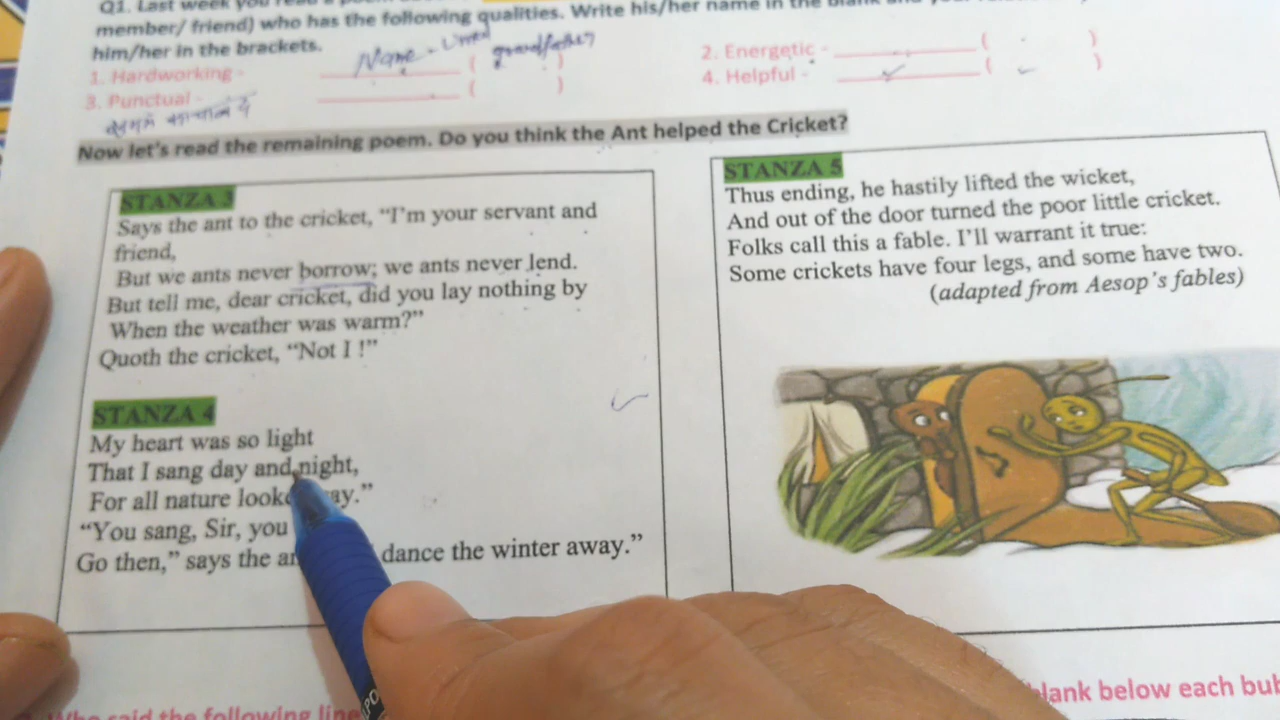 Q1. Last week you read a poem
member/ friend) who has the following qualities. Write his/her name in the blank and your
him/her in the brackets.
1. Hardworking - Name - ( grandfather )
2. Energetic - ( )
3. Punctual - ( )
4. Helpful - ( )
Now let's read the remaining poem. Do you think the Ant helped the Cricket?
STANZA 3
Says the ant to the cricket, "I'm your servant and
friend,
But we ants never borrow; we ants never lend.
But tell me, dear cricket, did you lay nothing by
When the weather was warm?"
Quoth the cricket, "Not I !"
STANZA 4
My heart was so light
That I sang day and night,
For all nature looke ay."
"You sang, Sir, you
Go then," says the an dance the winter away."
STANZA 5
Thus ending, he hastily lifted the wicket,
And out of the door turned the poor little cricket.
Folks call this a fable. I'll warrant it true:
Some crickets have four legs, and some have two.
(adapted from Aesop's fables)
Who said the following line
blank below each bub